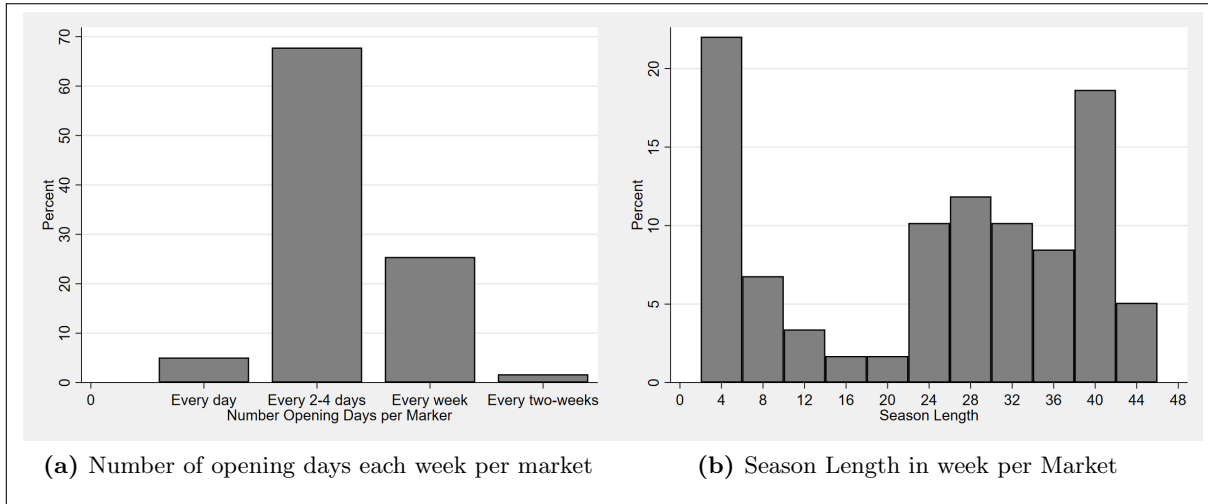 70
60
50
40
30
20
10
0
Percent
0 Every day Every 2-4 days Every week Every two-weeks
Number Opening Days per Marker
20
15
10
5
0
Percent
0 4 8 12 16 20 24 28 32 36 40 44 48
Season Length
(a) Number of opening days each week per market
(b) Season Length in week per Market